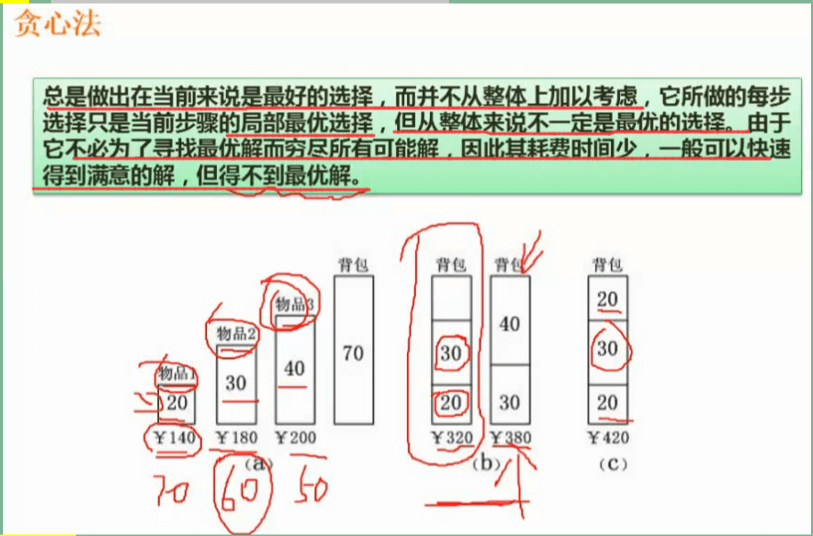 贪心法
总是做出在当前来说是最好的选择，而并不从整体上加以考虑，它所做的每步
选择只是当前步骤的局部最优选择，但从整体来说不一定是最优的选择。由于
它不必为了寻找最优解而穷尽所有可能解，因此其耗费时间少，一般可以快速
得到满意的解，但得不到最优解。
背包 背包 背包 背包
物品3 20
物品2 40
70 30 30
物品1 40
30
20 20 30 20
￥140 ￥180 ￥200 ￥320 ￥380 ￥420
(a) (b) (c)
70 60 50